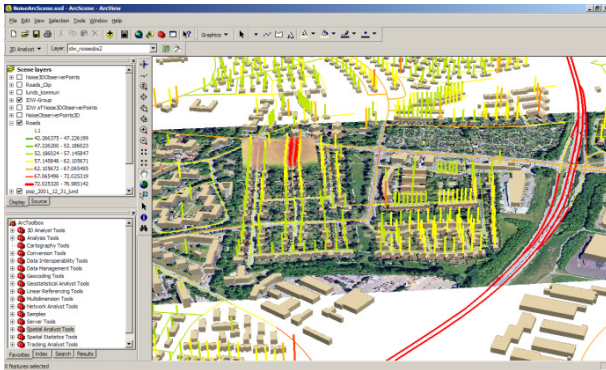 NoiseArcScene.sxd - ArcScene - ArcView
File Edit View Selection Tools Window Help
Graphics
3D Analyst Layer: idw_noiseobs2
Scene layers
Noise3DObserverPoints
Roads_Clip
lunds_kommun
IDW-Group
IDW of Noise3DObserverPoints
NoiseObserverPoints3D
Roads
L1
42.266375 - 47.226199
47.226200 - 52.186023
52.186024 - 57.145847
57.145848 - 62.105671
62.105672 - 67.065495
67.065496 - 72.025319
72.025320 - 76.985142
pop_2001_12_31_lund
Display Source
ArcToolbox
3D Analyst Tools
Analysis Tools
Cartography Tools
Conversion Tools
Data Interoperability Tools
Data Management Tools
Geocoding Tools
Geostatistical Analyst Tools
Linear Referencing Tools
Multidimension Tools
Network Analyst Tools
Samples
Server Tools
Spatial Analyst Tools
Spatial Statistics Tools
Tracking Analyst Tools
Favorites Index Search Results
0 features selected